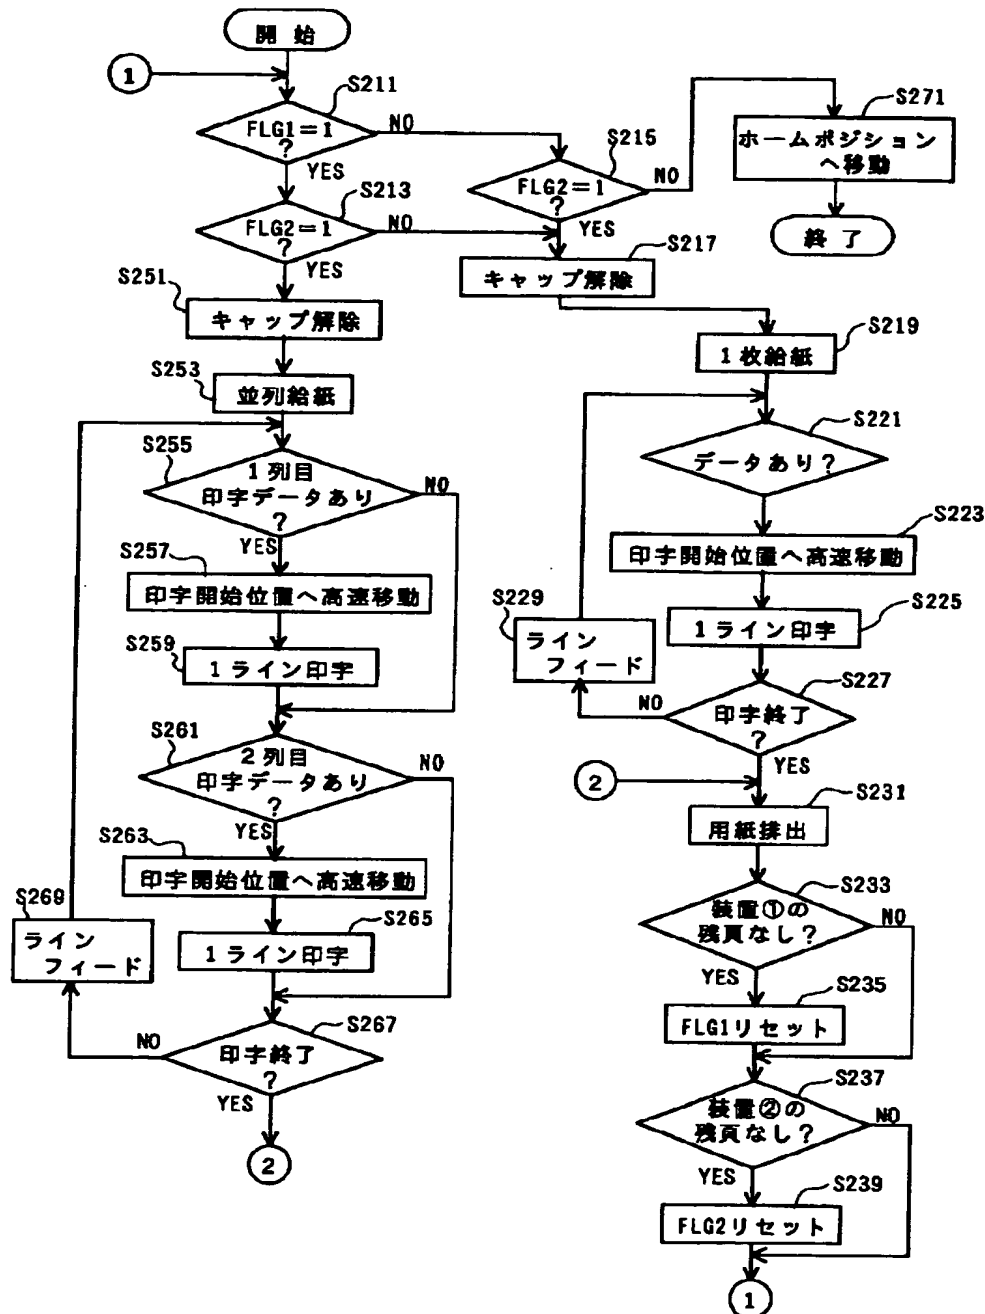 開始
①
S211
FLG1=1
?
NO
YES
S213
FLG2=1
?
NO
YES
S215
FLG2=1
?
NO
YES
S271
ホームポジション
へ移動
終了
S217
キャップ解除
S219
1枚給紙
S221
データあり?
S223
印字開始位置へ高速移動
S225
1ライン印字
S227
印字終了
?
NO
YES
S229
ライン
フィード
②
S231
用紙排出
S233
装置①の
残頁なし?
NO
YES
S235
FLG1リセット
S237
装置②の
残頁なし?
NO
YES
S239
FLG2リセット
①
S251
キャップ解除
S253
並列給紙
S255
1列目
印字データあり
?
NO
YES
S257
印字開始位置へ高速移動
S259
1ライン印字
S261
2列目
印字データあり
?
NO
YES
S263
印字開始位置へ高速移動
S265
1ライン印字
S267
印字終了
?
NO
YES
S269
ライン
フィード
②